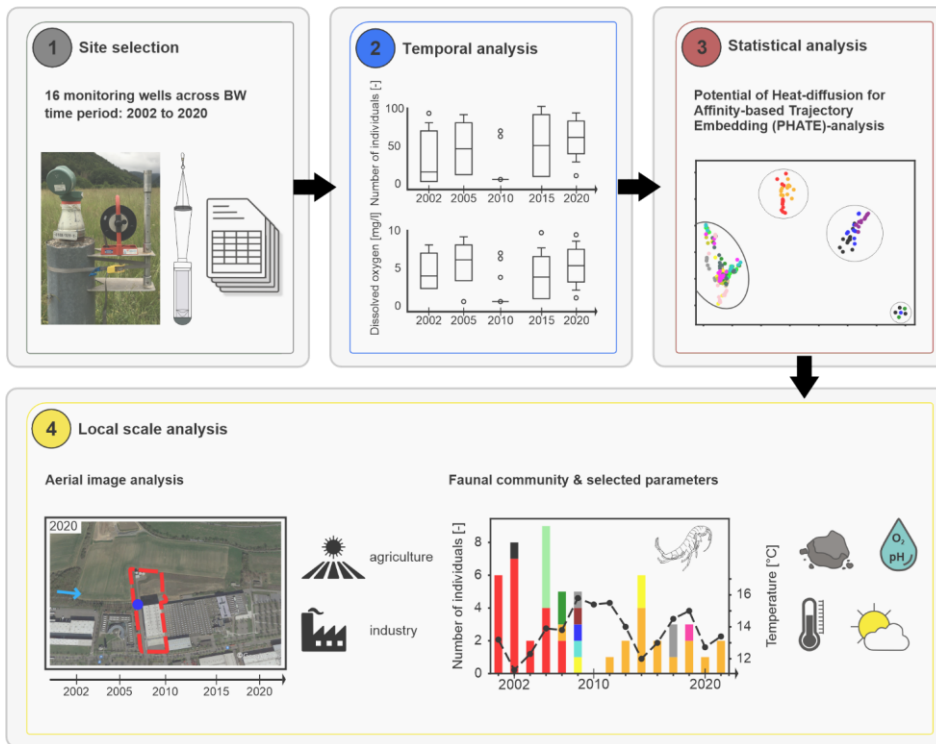 1 Site selection
16 monitoring wells across BW
time period: 2002 to 2020
2 Temporal analysis
Number of individuals [-]
100
50
0
2002 2005 2010 2015 2020
Dissolved oxygen [mg/l]
10
5
0
2002 2005 2010 2015 2020
3 Statistical analysis
Potential of Heat-diffusion for
Affinity-based Trajectory
Embedding (PHATE)-analysis
4 Local scale analysis
Aerial image analysis
2020
agriculture
industry
2002 2005 2010 2015 2020
Faunal community & selected parameters
Number of individuals [-]
8
6
4
2
0
2002 2010 2020
16
14
12
Temperature [°C]
O2
pH